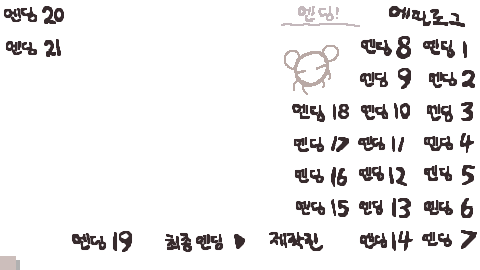 엔딩 20 엔딩! 에필로그
엔딩 21 엔딩 8 엔딩 1
엔딩 9 엔딩 2
엔딩 18 엔딩 10 엔딩 3
엔딩 17 엔딩 11 엔딩 4
엔딩 16 엔딩 12 엔딩 5
엔딩 15 엔딩 13 엔딩 6
엔딩 19 최종 엔딩 제작진 엔딩 14 엔딩 7